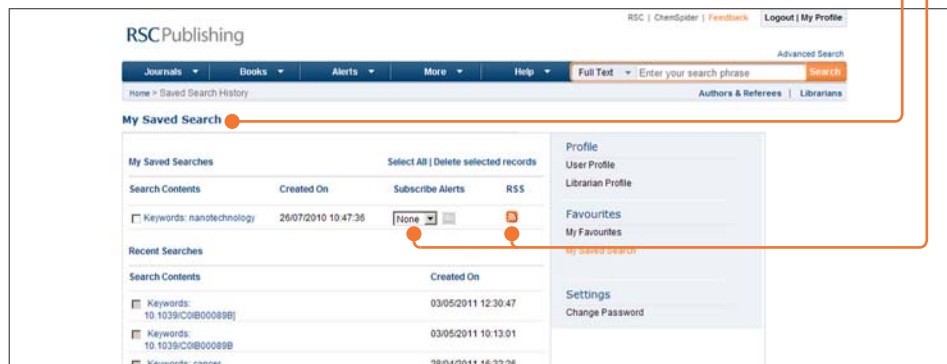 RSC | ChemSpider | Feedback Logout | My Profile
RSCPublishing
Advanced Search
Journals Books Alerts More Help Full Text Enter your search phrase Search
Home > Saved Search History Authors & Referees | Librarians
My Saved Search
Profile
My Saved Searches Select All | Delete selected records
User Profile
Librarian Profile
Search Contents Created On Subscribe Alerts RSS
Keywords: nanotechnology 26/07/2010 10:47:36 None
Favourites
My Favourites
My Saved Search
Recent Searches
Search Contents Created On
Settings
Change Password
Keywords: 03/05/2011 12:30:47
10.1039/C0IB00089B]
Keywords: 03/05/2011 10:13:01
10.1039/C0IB00089B
Keywords: cancer